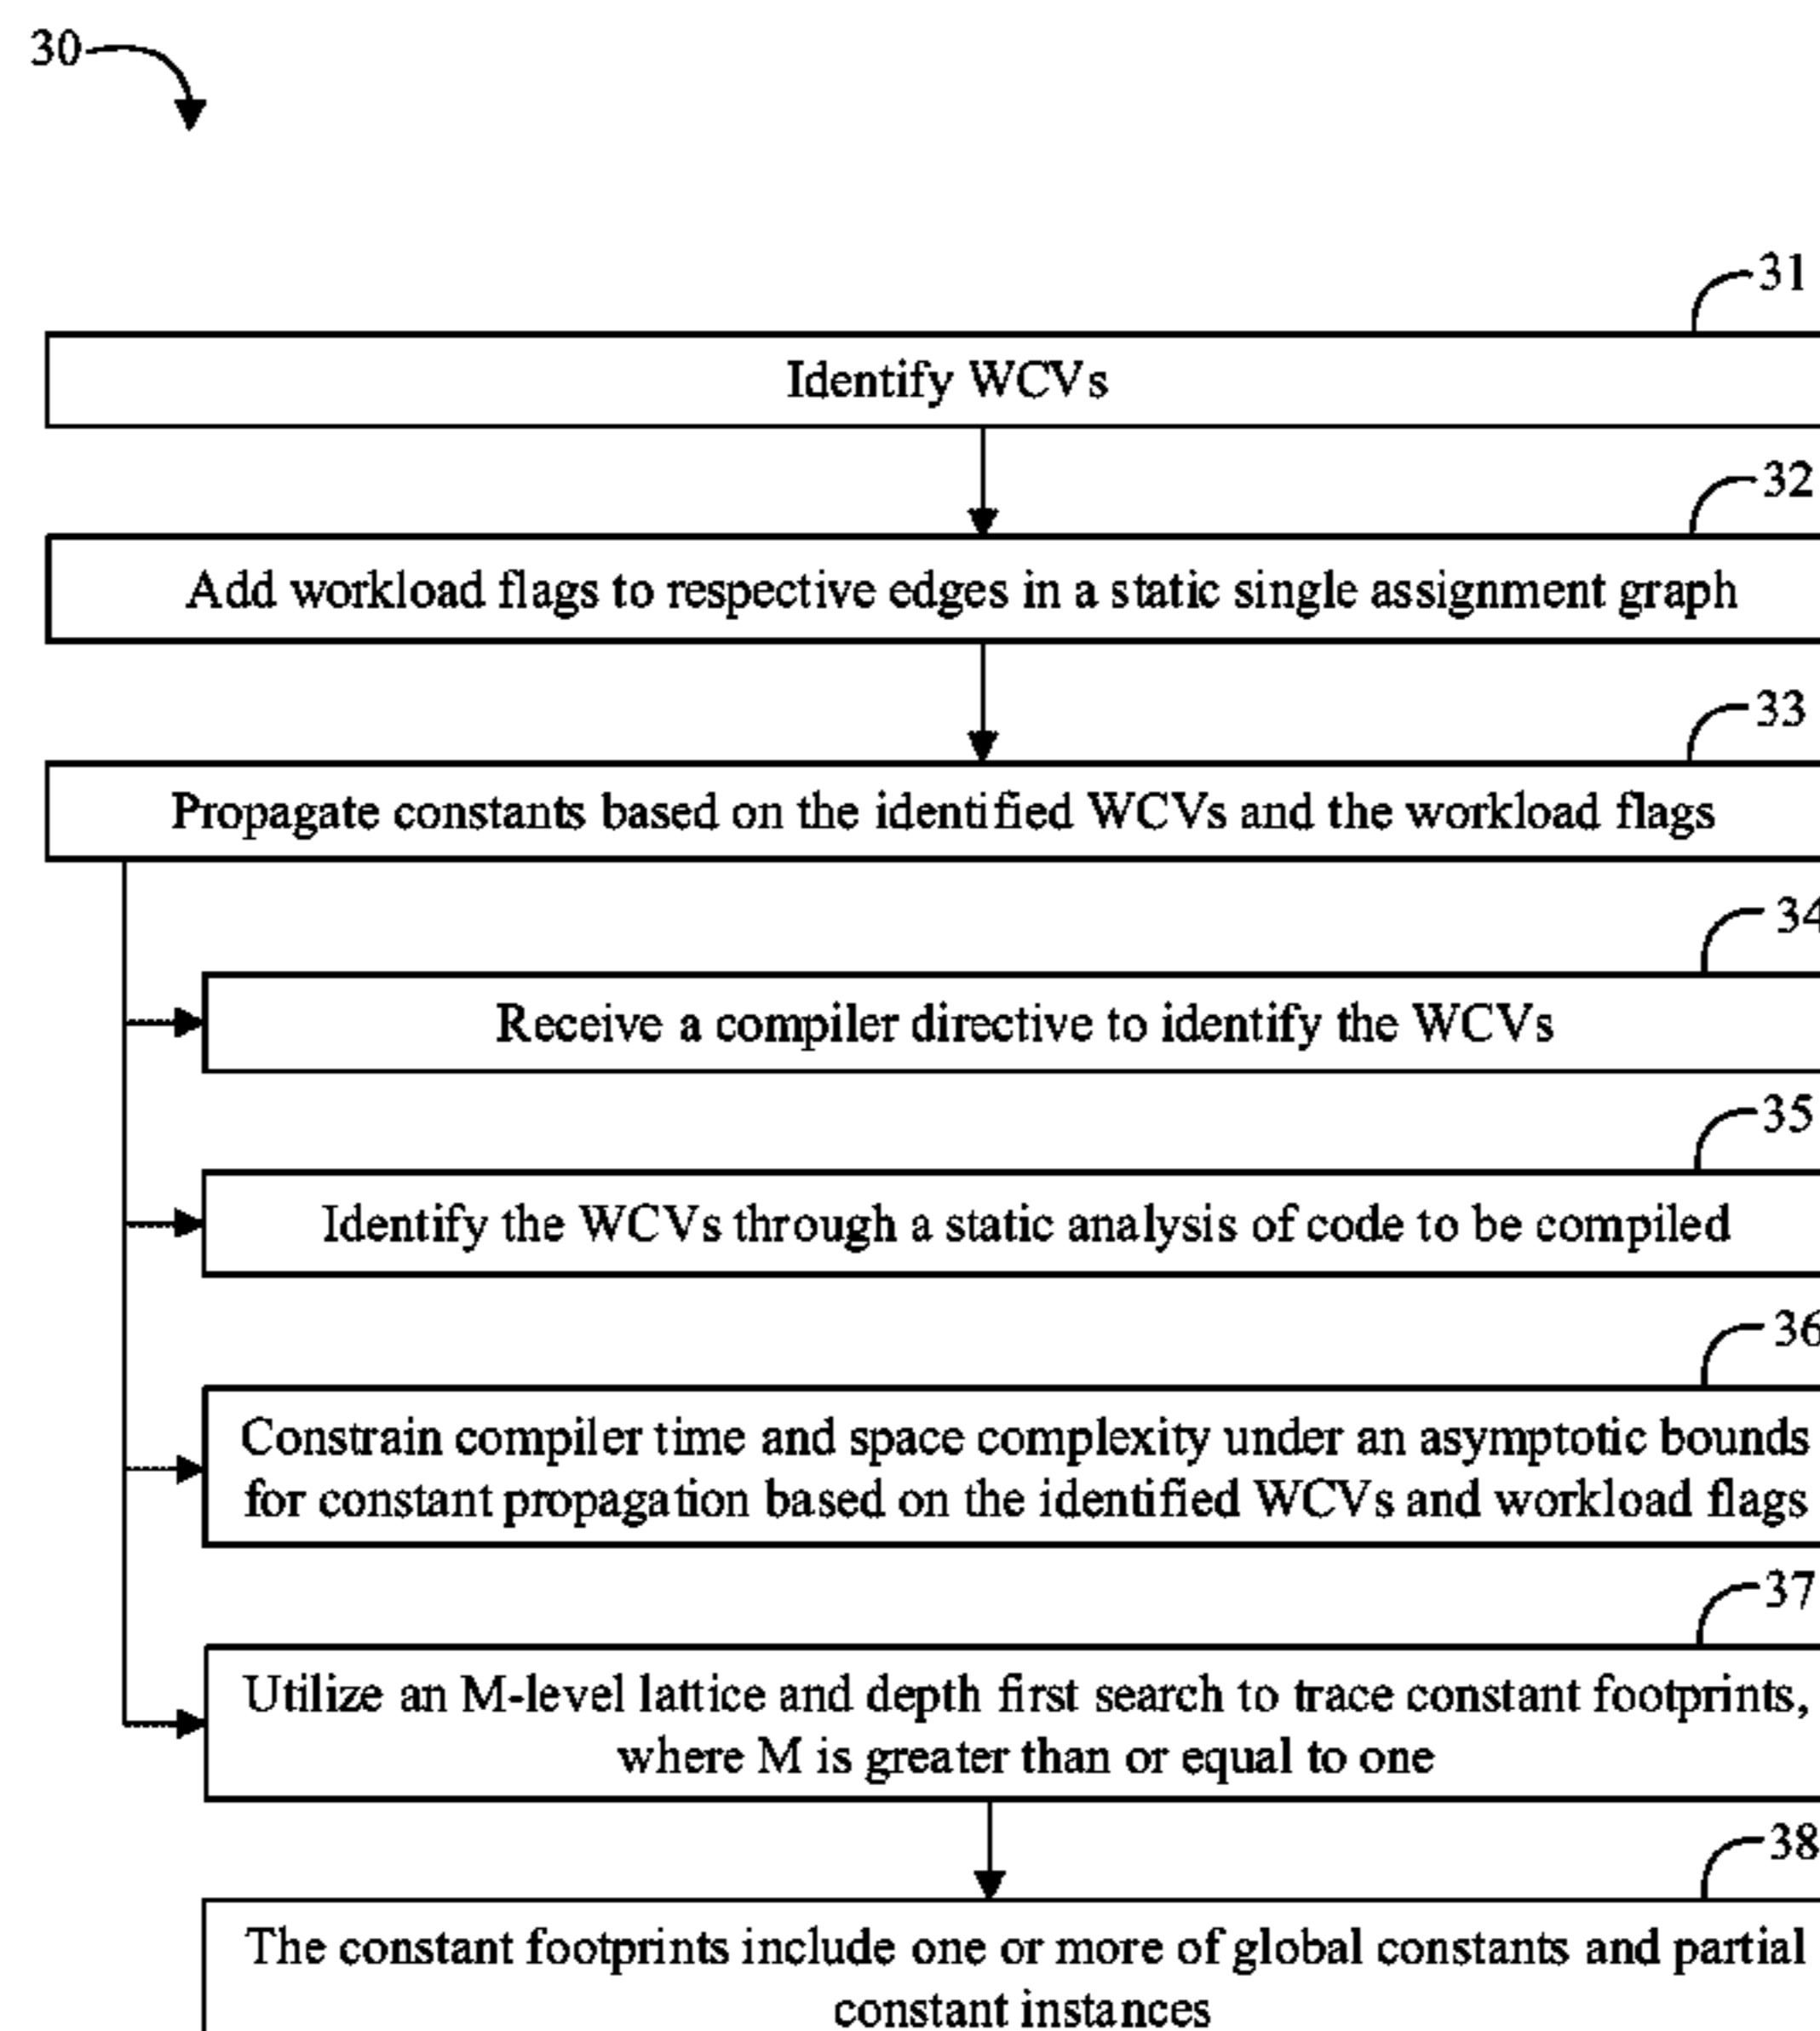 30
31
Identify WCVs
32
Add workload flags to respective edges in a static single assignment graph
33
Propagate constants based on the identified WCVs and the workload flags
34
Receive a compiler directive to identify the WCVs
35
Identify the WCVs through a static analysis of code to be compiled
36
Constrain compiler time and space complexity under an asymptotic bounds
for constant propagation based on the identified WCVs and workload flags
37
Utilize an M-level lattice and depth first search to trace constant footprints,
where M is greater than or equal to one
38
The constant footprints include one or more of global constants and partial
constant instances